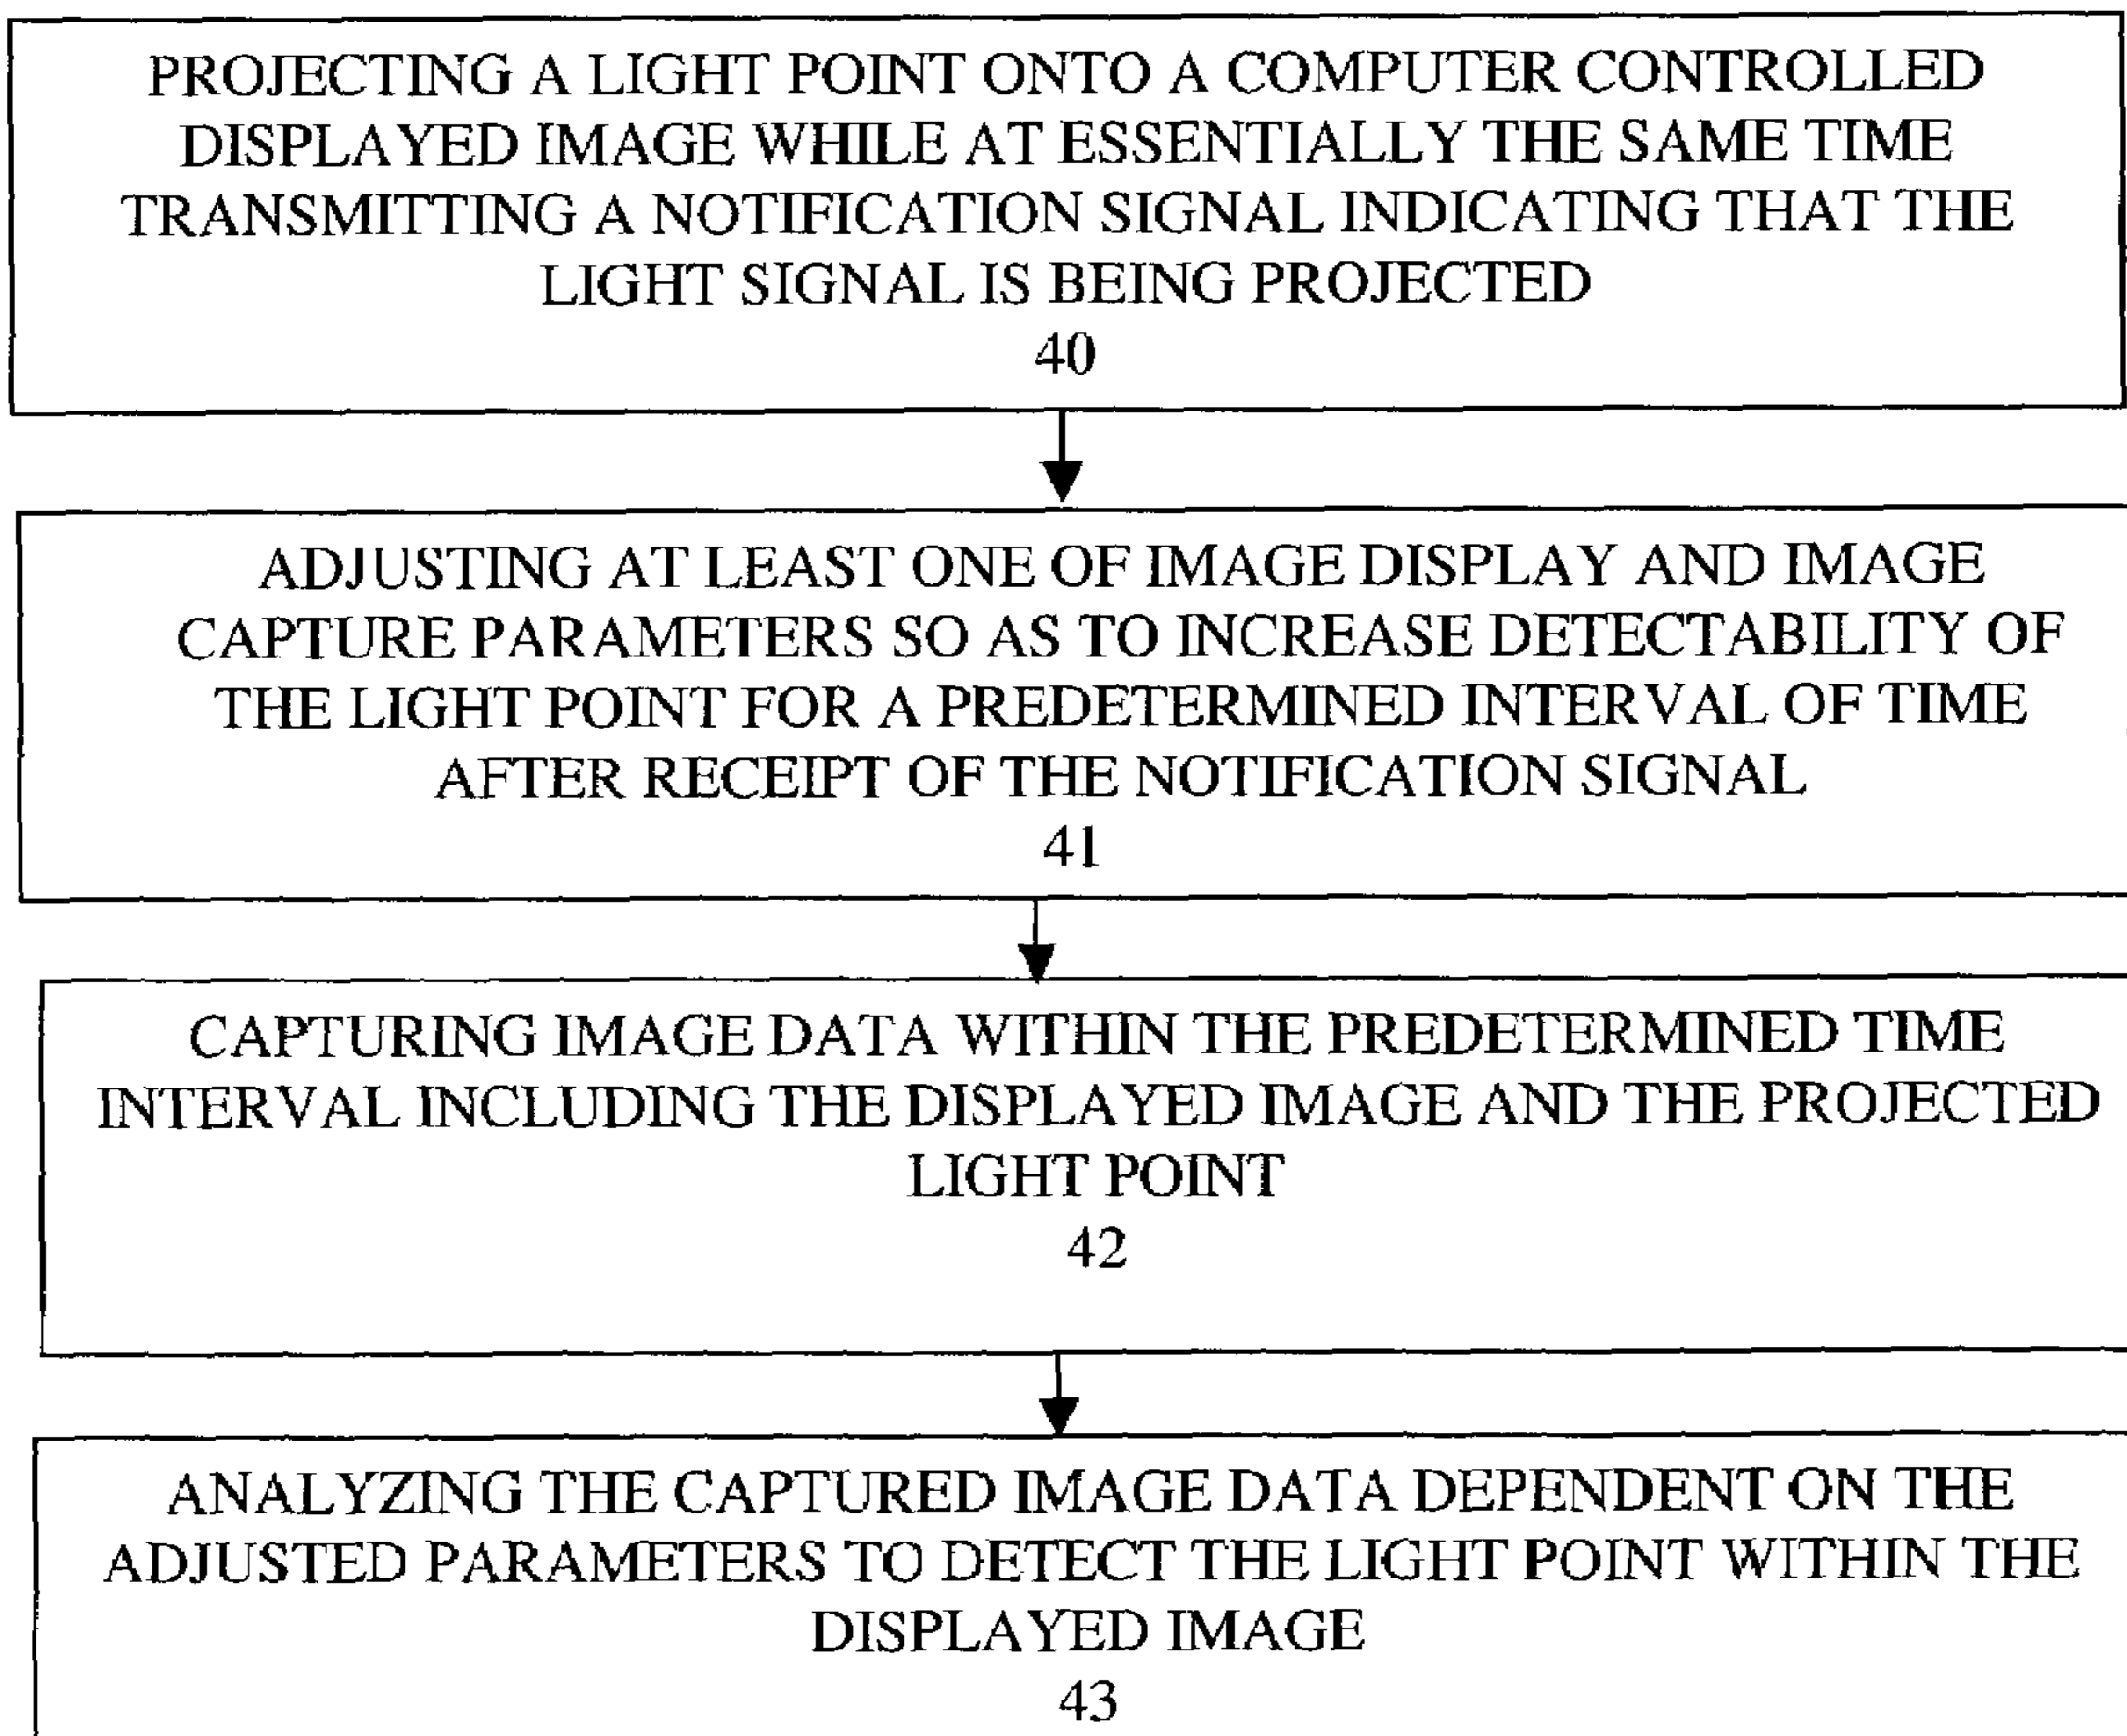 PROJECTING A LIGHT POINT ONTO A COMPUTER CONTROLLED
DISPLAYED IMAGE WHILE AT ESSENTIALLY THE SAME TIME
TRANSMITTING A NOTIFICATION SIGNAL INDICATING THAT THE
LIGHT SIGNAL IS BEING PROJECTED
40
ADJUSTING AT LEAST ONE OF IMAGE DISPLAY AND IMAGE
CAPTURE PARAMETERS SO AS TO INCREASE DETECTABILITY OF
THE LIGHT POINT FOR A PREDETERMINED INTERVAL OF TIME
AFTER RECEIPT OF THE NOTIFICATION SIGNAL
41
CAPTURING IMAGE DATA WITHIN THE PREDETERMINED TIME
INTERVAL INCLUDING THE DISPLAYED IMAGE AND THE PROJECTED
LIGHT POINT
42
ANALYZING THE CAPTURED IMAGE DATA DEPENDENT ON THE
ADJUSTED PARAMETERS TO DETECT THE LIGHT POINT WITHIN THE
DISPLAYED IMAGE
43